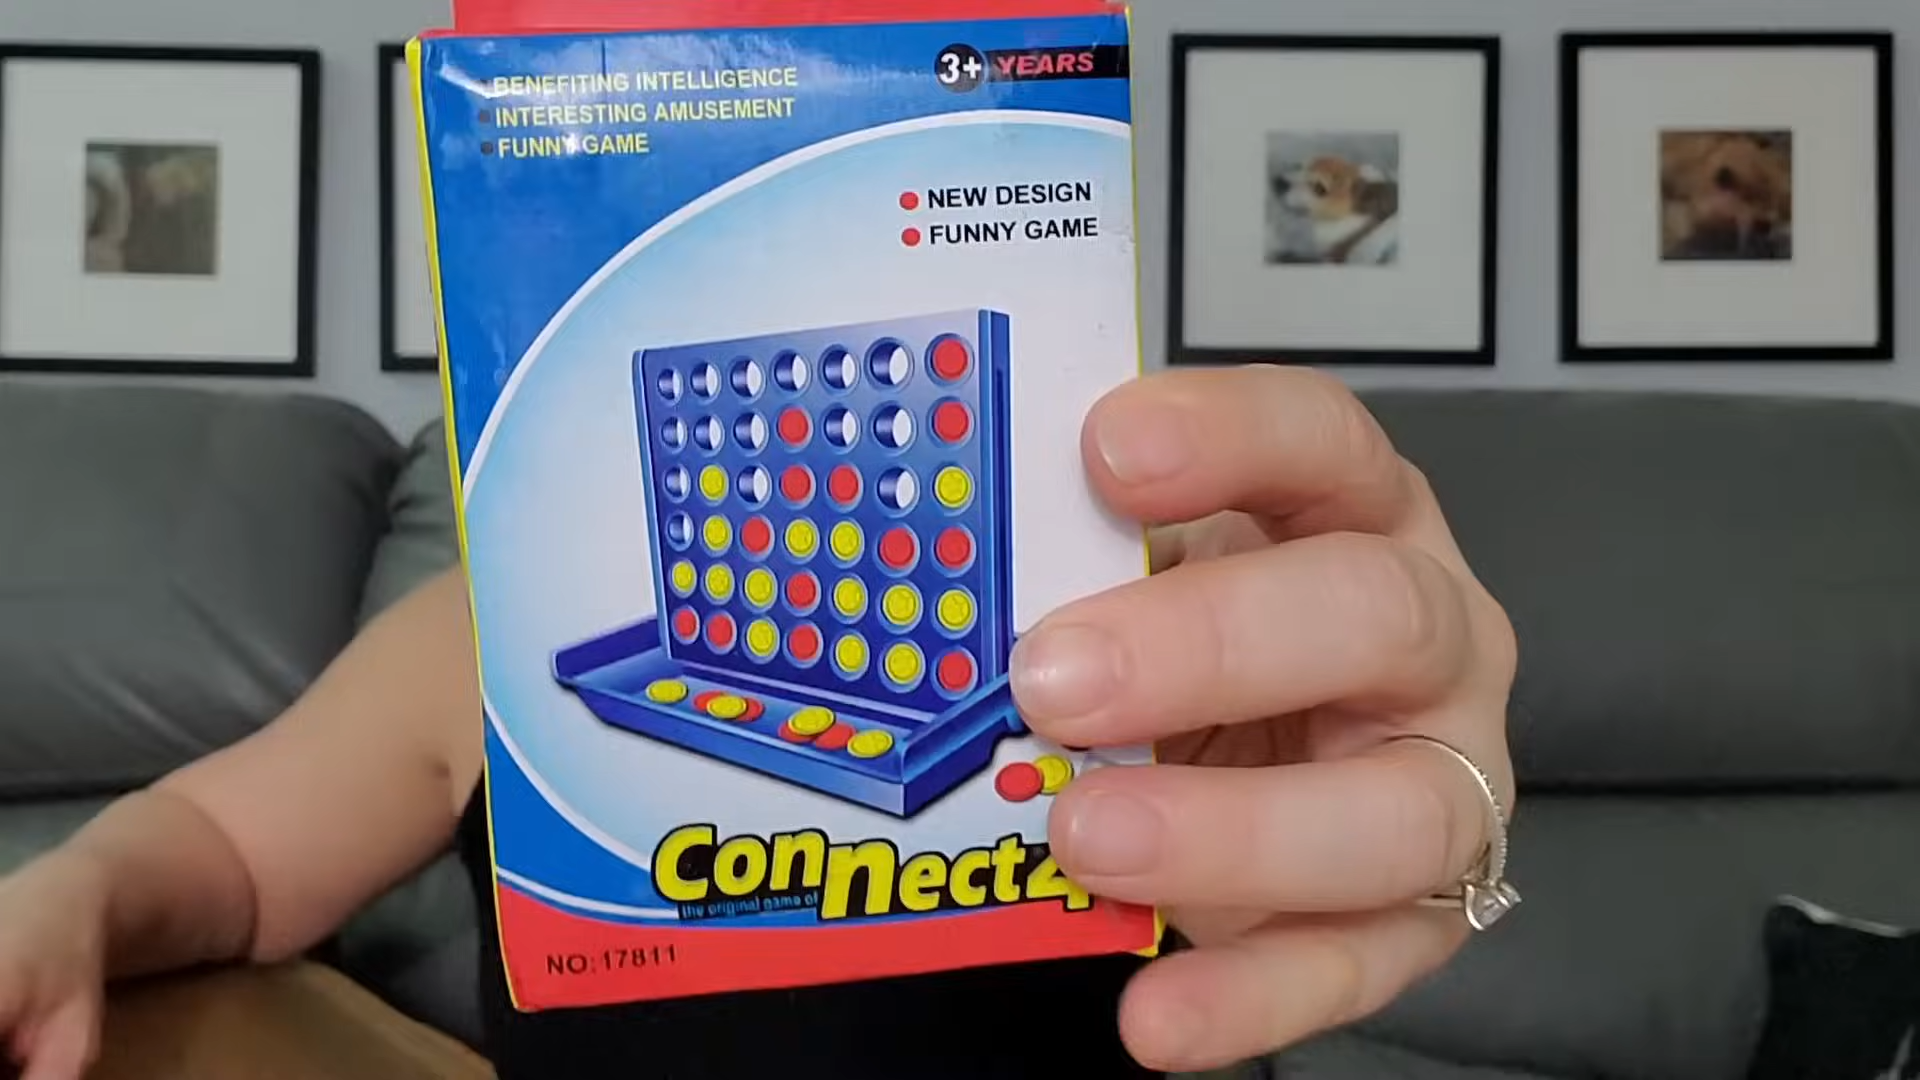 BENEFITING INTELLIGENCE
INTERESTING AMUSEMENT
FUNNY GAME
3+ YEARS
NEW DESIGN
FUNNY GAME
Connect4
the original game of
NO:17811